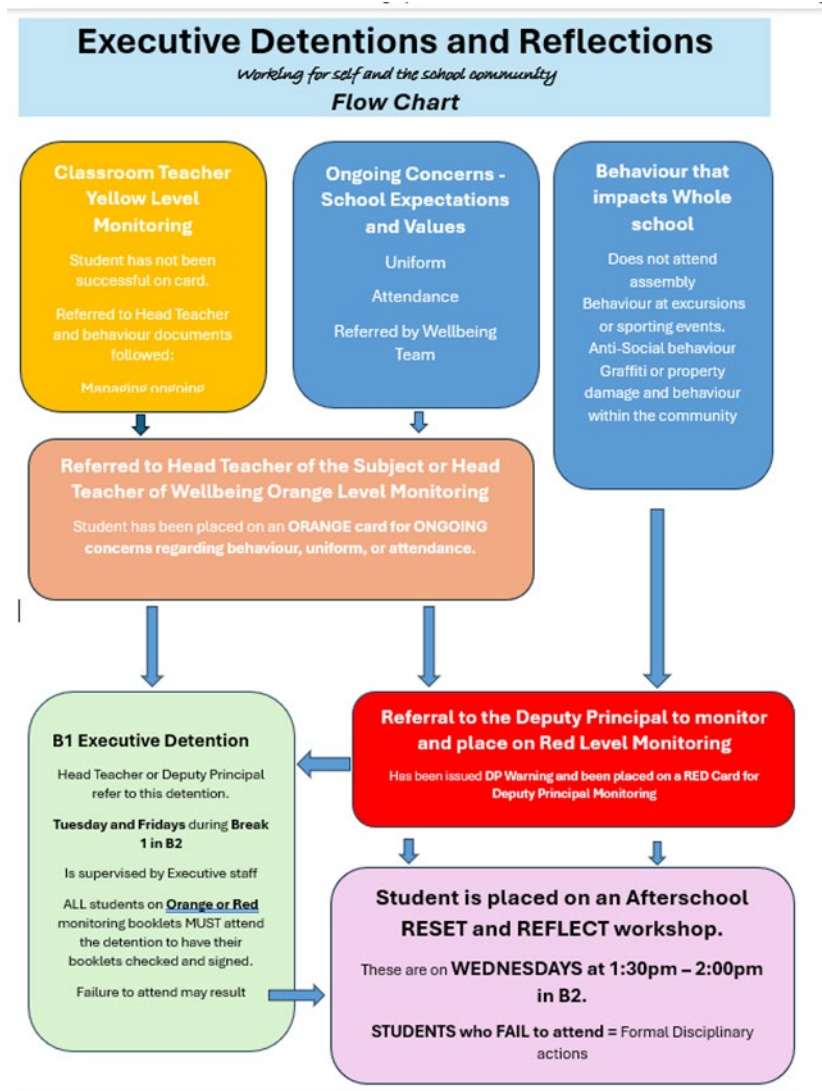 Executive Detentions and Reflections
Working for self and the school community
Flow Chart
Classroom Teacher
Yellow Level
Monitoring
Student has not been
successful on card.
Referred to Head Teacher
and behaviour documents
followed:
Managing ongoing
Ongoing Concerns -
School Expectations
and Values
Uniform
Attendance
Referred by Wellbeing
Team
Behaviour that
impacts Whole
school
Does not attend
assembly
Behaviour at excursions
or sporting events.
Anti-Social behaviour
Graffiti or property
damage and behaviour
within the community
Referred to Head Teacher of the Subject or Head
Teacher of Wellbeing Orange Level Monitoring
Student has been placed on an ORANGE card for ONGOING
concerns regarding behaviour, uniform, or attendance.
B1 Executive Detention
Head Teacher or Deputy Principal
refer to this detention.
Tuesday and Fridays during Break
1 in B2
Is supervised by Executive staff
ALL students on Orange or Red
monitoring booklets MUST attend
the detention to have their
booklets checked and signed.
Failure to attend may result
Referral to the Deputy Principal to monitor
and place on Red Level Monitoring
Has been issued DP Warning and been placed on a RED Card for
Deputy Principal Monitoring
Student is placed on an Afterschool
RESET and REFLECT workshop.
These are on WEDNESDAYS at 1:30pm – 2:00pm
in B2.
STUDENTS who FAIL to attend = Formal Disciplinary
actions